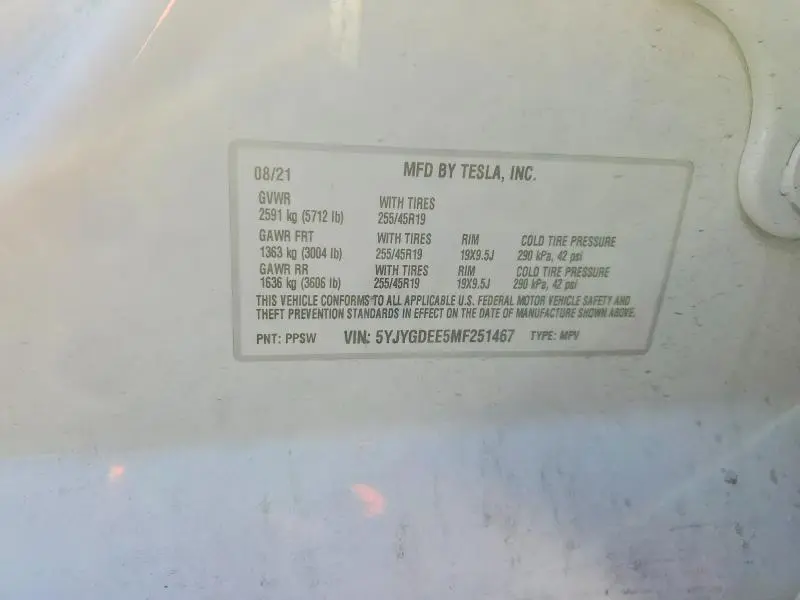 08/21 MFD BY TESLA, INC.
GVWR WITH TIRES
2591 kg (5712 lb) 255/45R19
GAWR FRT WITH TIRES RIM COLD TIRE PRESSURE
1363 kg (3004 lb) 255/45R19 19X9.5J 290 kPa, 42 psi
GAWR RR WITH TIRES RIM COLD TIRE PRESSURE
1636 kg (3606 lb) 255/45R19 19X9.5J 290 kPa, 42 psi
THIS VEHICLE CONFORMS TO ALL APPLICABLE U.S. FEDERAL MOTOR VEHICLE SAFETY AND
THEFT PREVENTION STANDARDS IN EFFECT ON THE DATE OF MANUFACTURE SHOWN ABOVE.
PNT: PPSW VIN: 5YJYGDEE5MF251467 TYPE: MPV